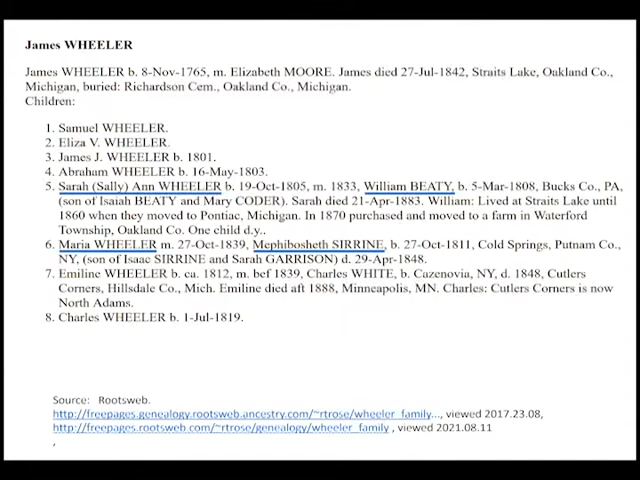 James WHEELER
James WHEELER b. 8-Nov-1765, m. Elizabeth MOORE. James died 27-Jul-1842, Straits Lake, Oakland Co.,
Michigan, buried: Richardson Cem., Oakland Co., Michigan.
Children:
1. Samuel WHEELER.
2. Eliza V. WHEELER.
3. James J. WHEELER b. 1801.
4. Abraham WHEELER b. 16-May-1803.
5. Sarah (Sally) Ann WHEELER b. 19-Oct-1805, m. 1833, William BEATY, b. 5-Mar-1808, Bucks Co., PA,
(son of Isaiah BEATY and Mary CODER). Sarah died 21-Apr-1883. William: Lived at Straits Lake until
1860 when they moved to Pontiac, Michigan. In 1870 purchased and moved to a farm in Waterford
Township, Oakland Co. One child d.y..
6. Maria WHEELER m. 27-Oct-1839, Mephibosheth SIRRINE, b. 27-Oct-1811, Cold Springs, Putnam Co.,
NY, (son of Isaac SIRRINE and Sarah GARRISON) d. 29-Apr-1848.
7. Emiline WHEELER b. ca. 1812, m. bef 1839, Charles WHITE, b. Cazenovia, NY, d. 1848, Cutlers
Corners, Hillsdale Co., Mich. Emiline died aft 1888, Minneapolis, MN. Charles: Cutlers Corners is now
North Adams.
8. Charles WHEELER b. 1-Jul-1819.
Source: Rootsweb.
http://freepages.genealogy.rootsweb.ancestry.com/~rtrose/wheeler_family..., viewed 2017.23.08,
http://freepages.rootsweb.com/~rtrose/genealogy/wheeler_family , viewed 2021.08.11
,